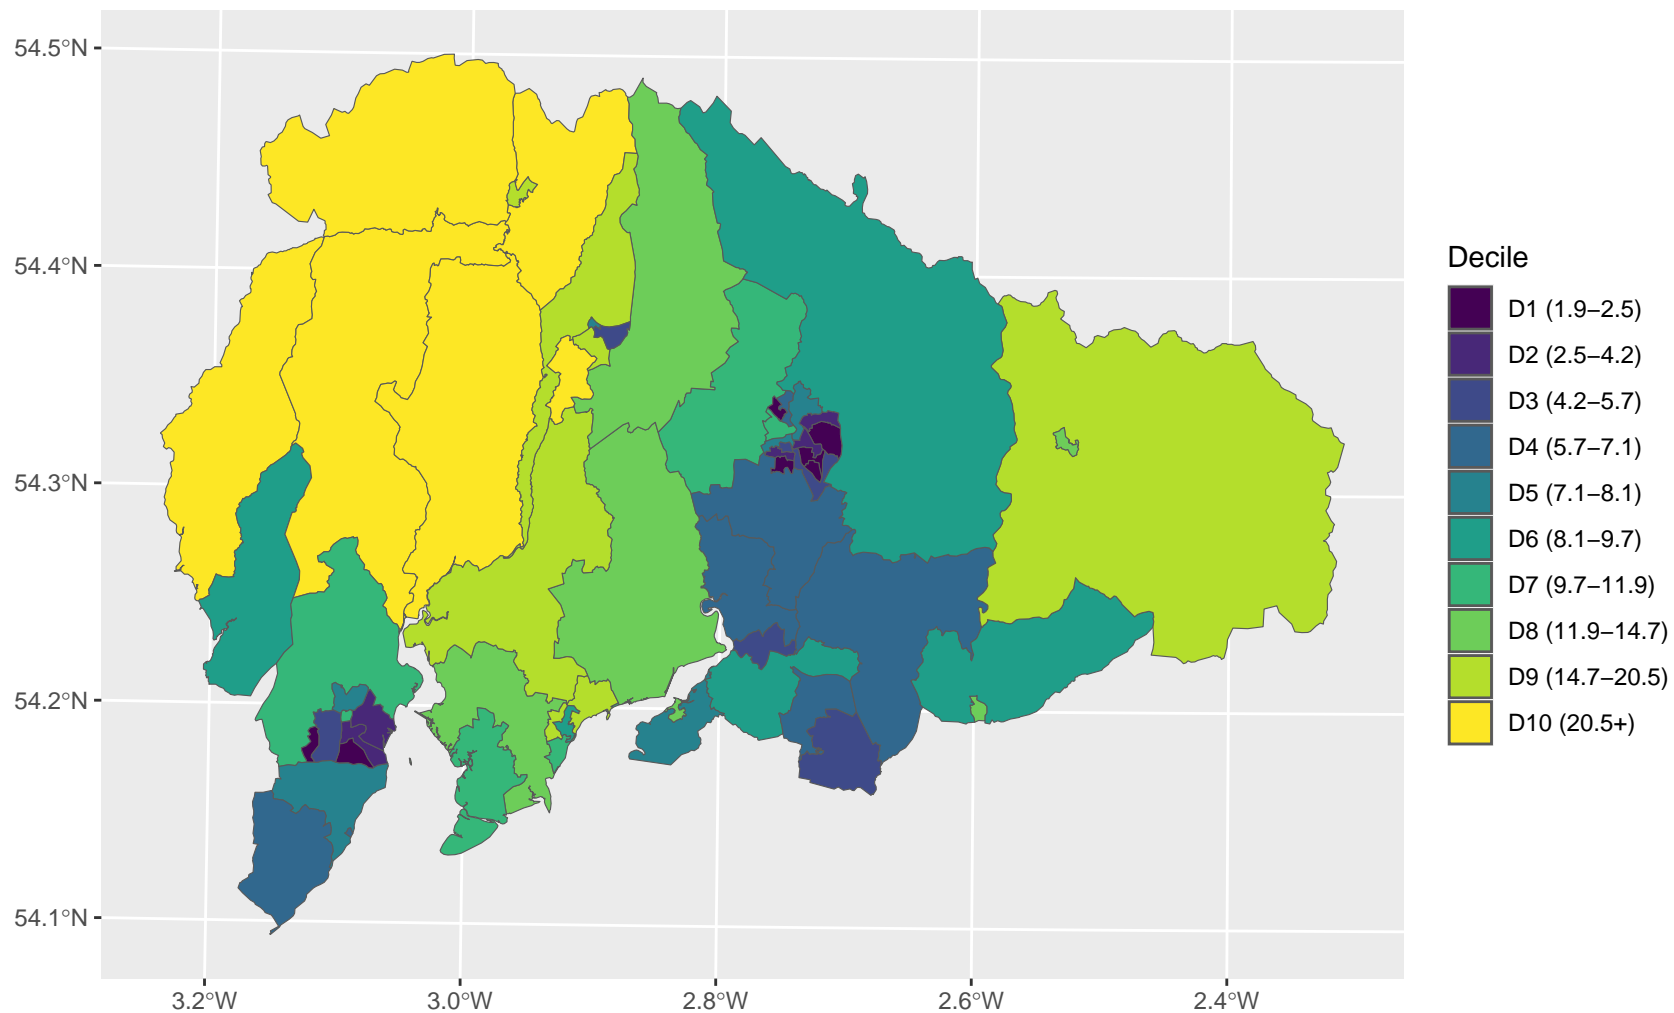 54.5°N
54.4°N
54.3°N
54.2°N
54.1°N
3.2°W
3.0°W
2.8°W
2.6°W
2.4°W
Decile
D1 (1.9–2.5)
D2 (2.5–4.2)
D3 (4.2–5.7)
D4 (5.7–7.1)
D5 (7.1–8.1)
D6 (8.1–9.7)
D7 (9.7–11.9)
D8 (11.9–14.7)
D9 (14.7–20.5)
D10 (20.5+)